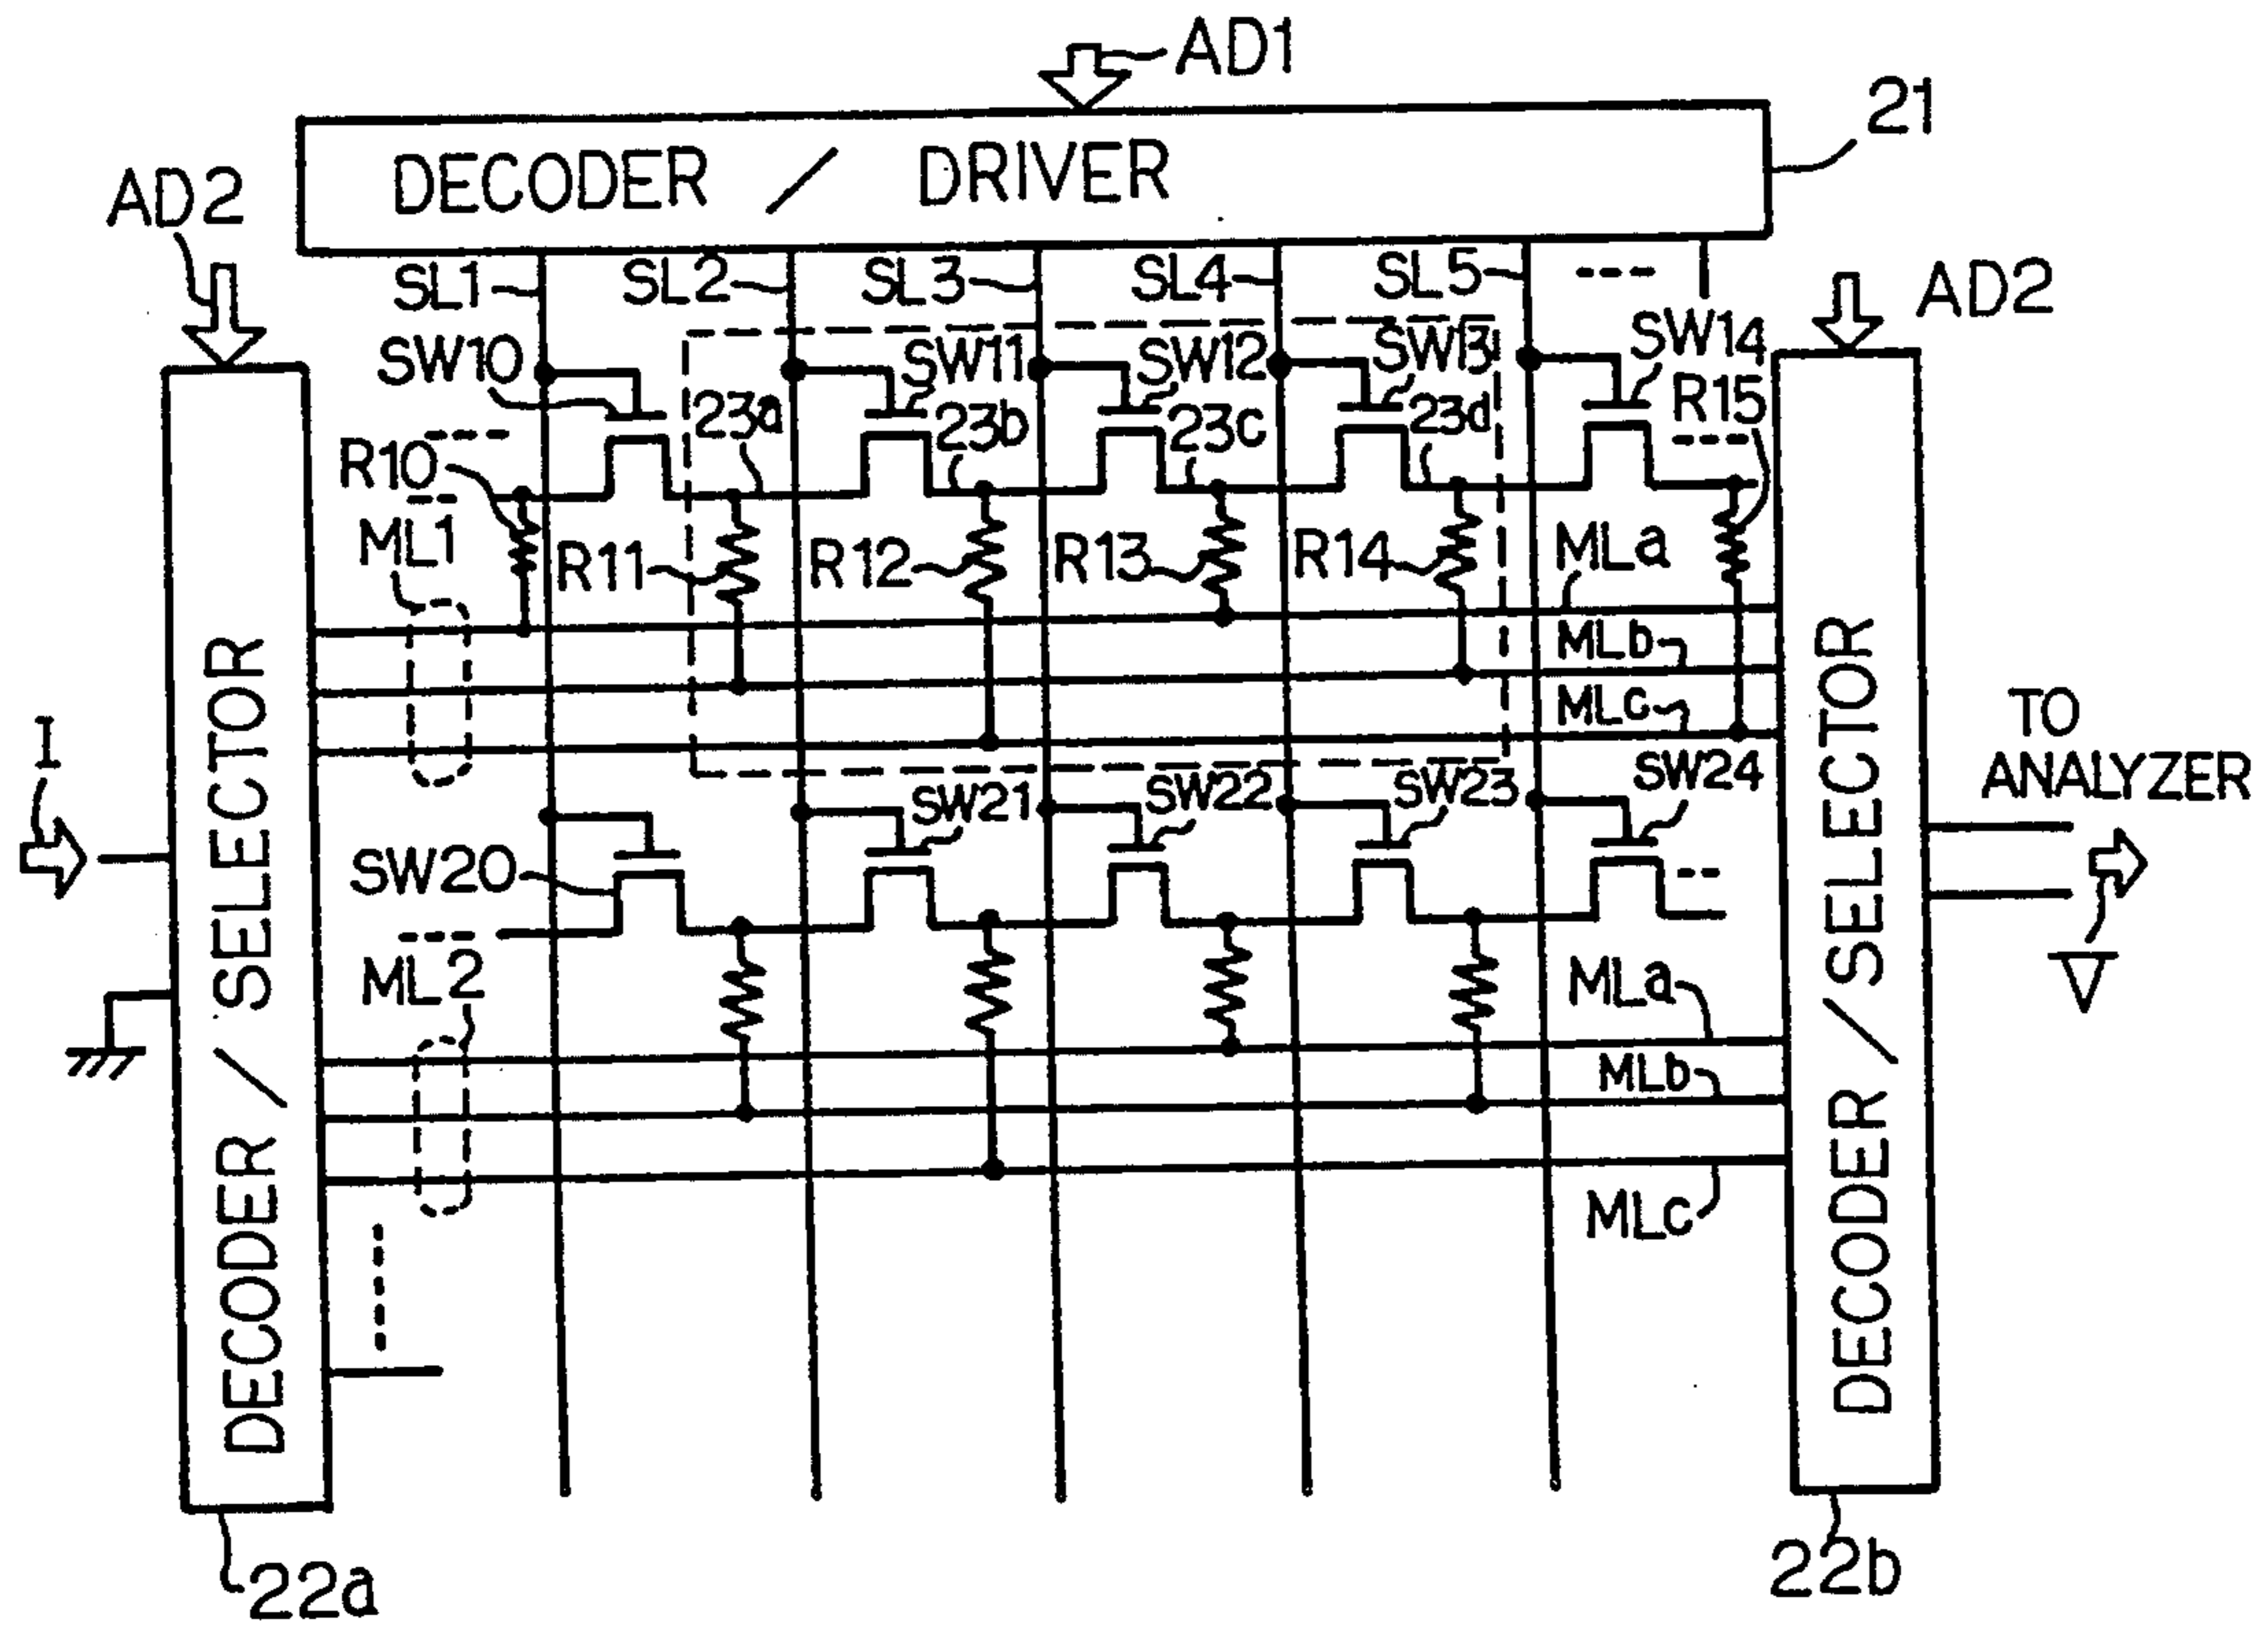 AD1
21
DECODER / DRIVER
AD2
SL1
SL2
SL3
SL4
SL5
AD2
SW10
SW11
SW12
SW13
SW14
R10
23a
23b
23c
23d
R15
ML1
R11
R12
R13
R14
MLa
MLb
MLc
I
DECODER / SELECTOR
DECODER / SELECTOR
TO
ANALYZER
V
SW20
SW21
SW22
SW23
SW24
ML2
MLa
MLb
MLc
22a
22b